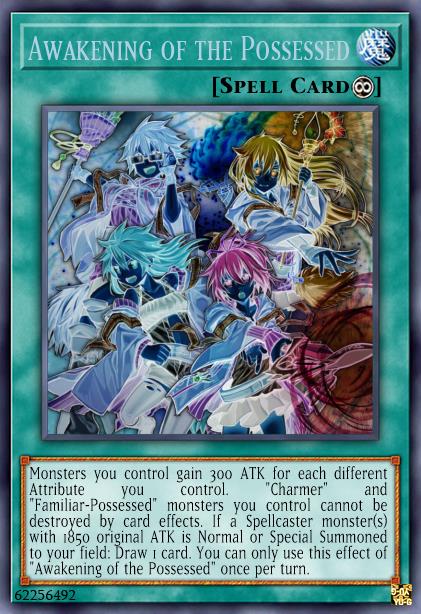 Awakening of the Possessed
魔
[Spell Card∞]
Monsters you control gain 300 ATK for each different
Attribute you control. "Charmer" and
"Familiar-Possessed" monsters you control cannot be
destroyed by card effects. If a Spellcaster monster(s)
with 1850 original ATK is Normal or Special Summoned
to your field: Draw 1 card. You can only use this effect of
"Awakening of the Possessed" once per turn.
62256492